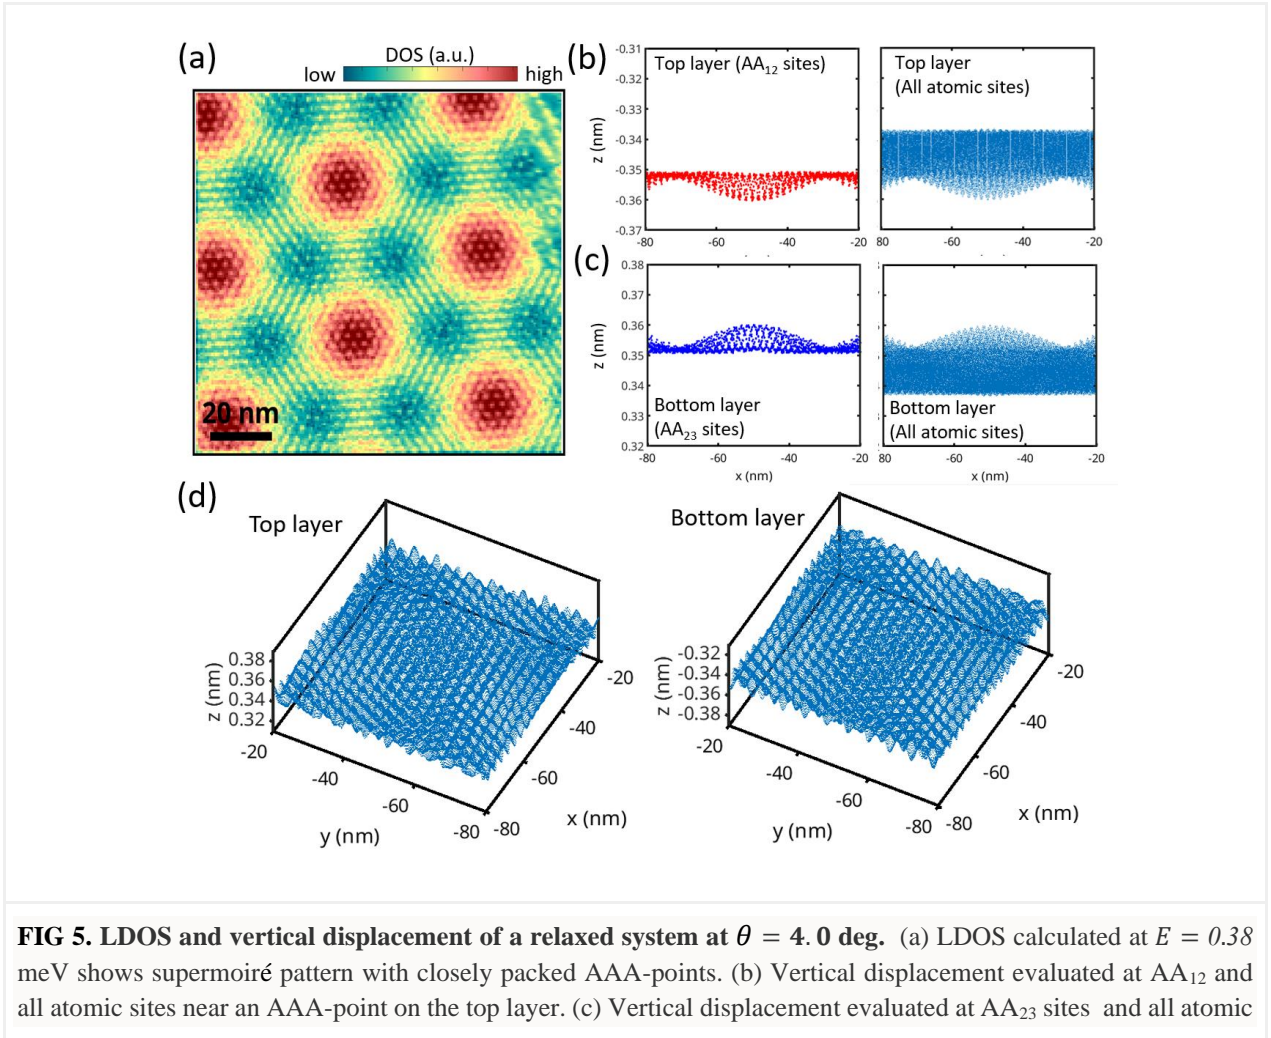 (a)
DOS (a.u.)
low high
20 nm
(b)
-0.31
-0.32
-0.33
-0.34
-0.35
-0.36
-0.37
z (nm)
Top layer (AA12 sites)
-80 -60 -40 -20
Top layer
(All atomic sites)
80 -60 -40 -20
(c)
0.38
0.37
0.36
0.35
0.34
0.33
0.32
z (nm)
Bottom layer
(AA23 sites)
-80 -60 -40 -20
x (nm)
Bottom layer
(All atomic sites)
-80 -60 -40 -20
x (nm)
(d)
Top layer
0.38
0.36
0.34
0.32
z (nm)
-20
-40
-60
-80
y (nm)
-80
-60
-40
-20
x (nm)
Bottom layer
-0.32
-0.34
-0.36
-0.38
z (nm)
-20
-40
-60
-80
y (nm)
-80
-60
-40
-20
x (nm)
FIG 5. LDOS and vertical displacement of a relaxed system at θ = 4.0 deg. (a) LDOS calculated at E = 0.38
meV shows supermoiré pattern with closely packed AAA-points. (b) Vertical displacement evaluated at AA12 and
all atomic sites near an AAA-point on the top layer. (c) Vertical displacement evaluated at AA23 sites and all atomic